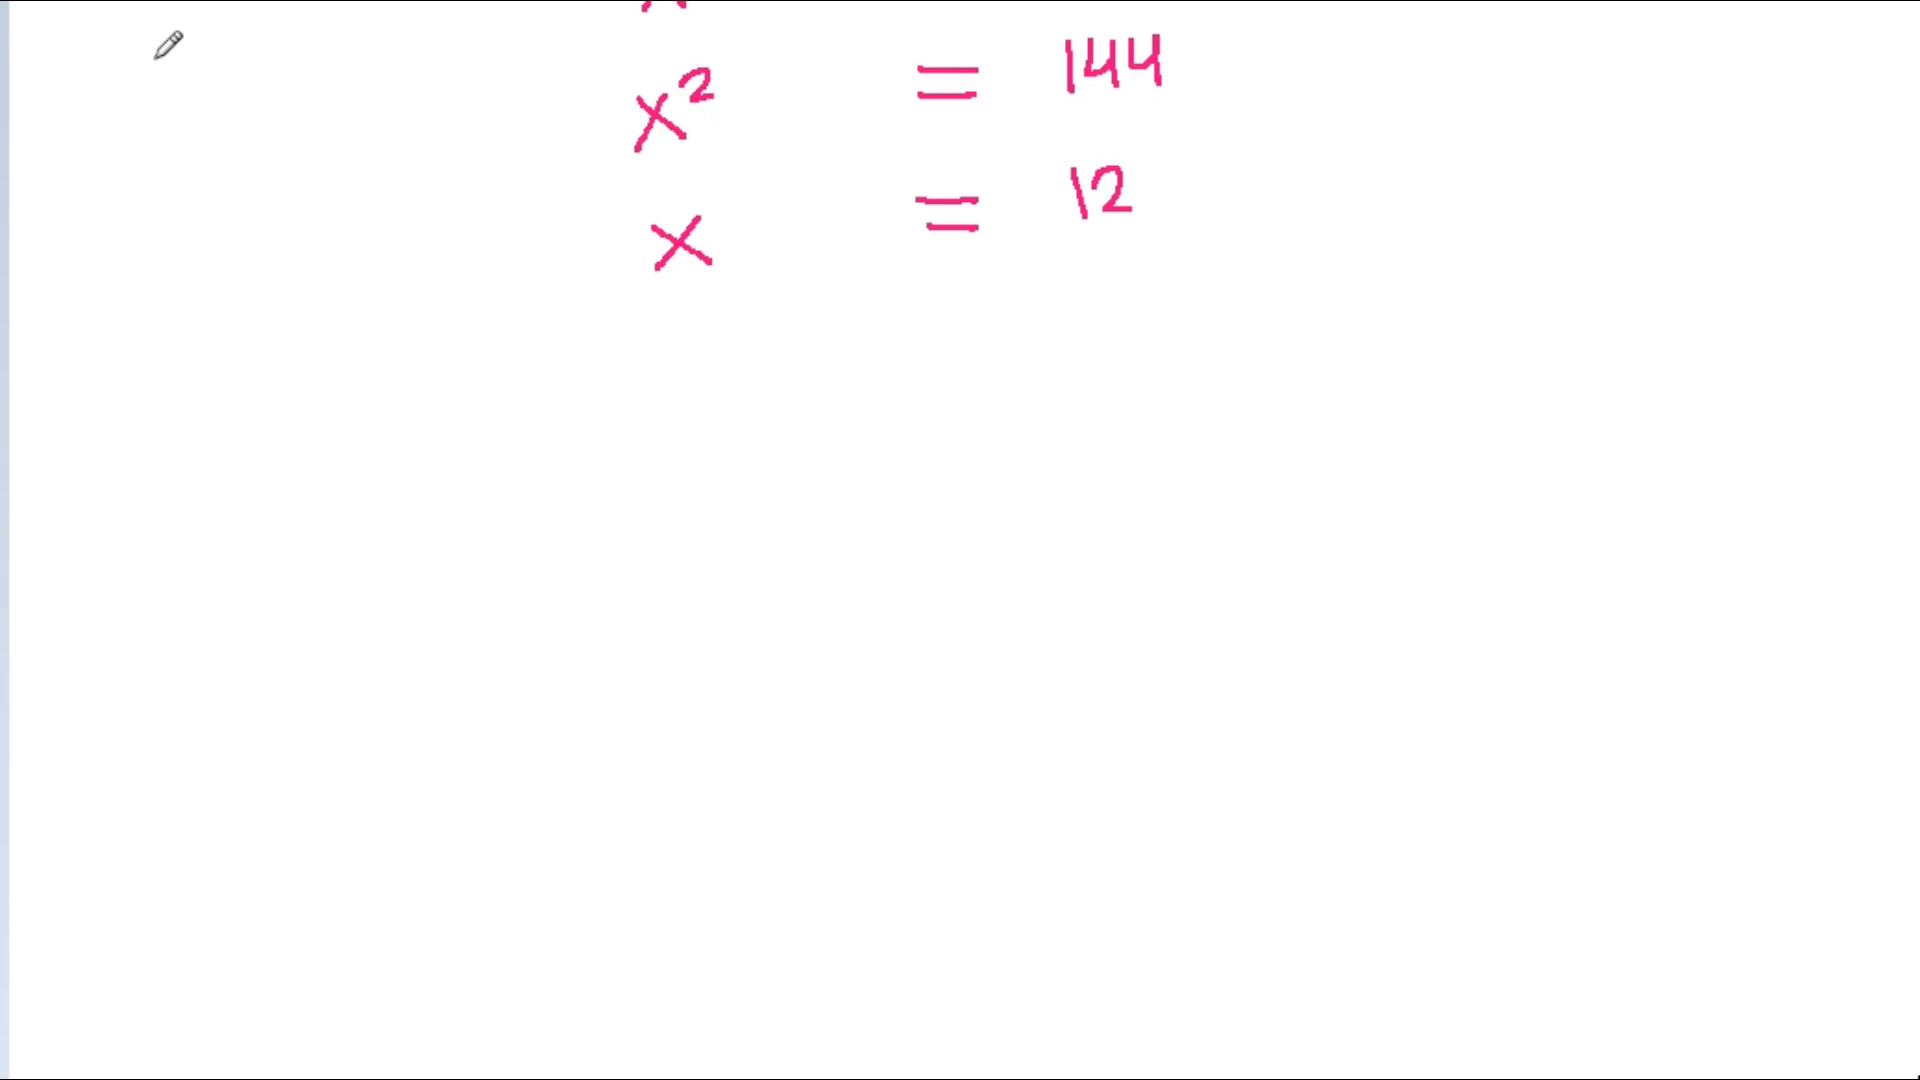 x² = 144
x = 12